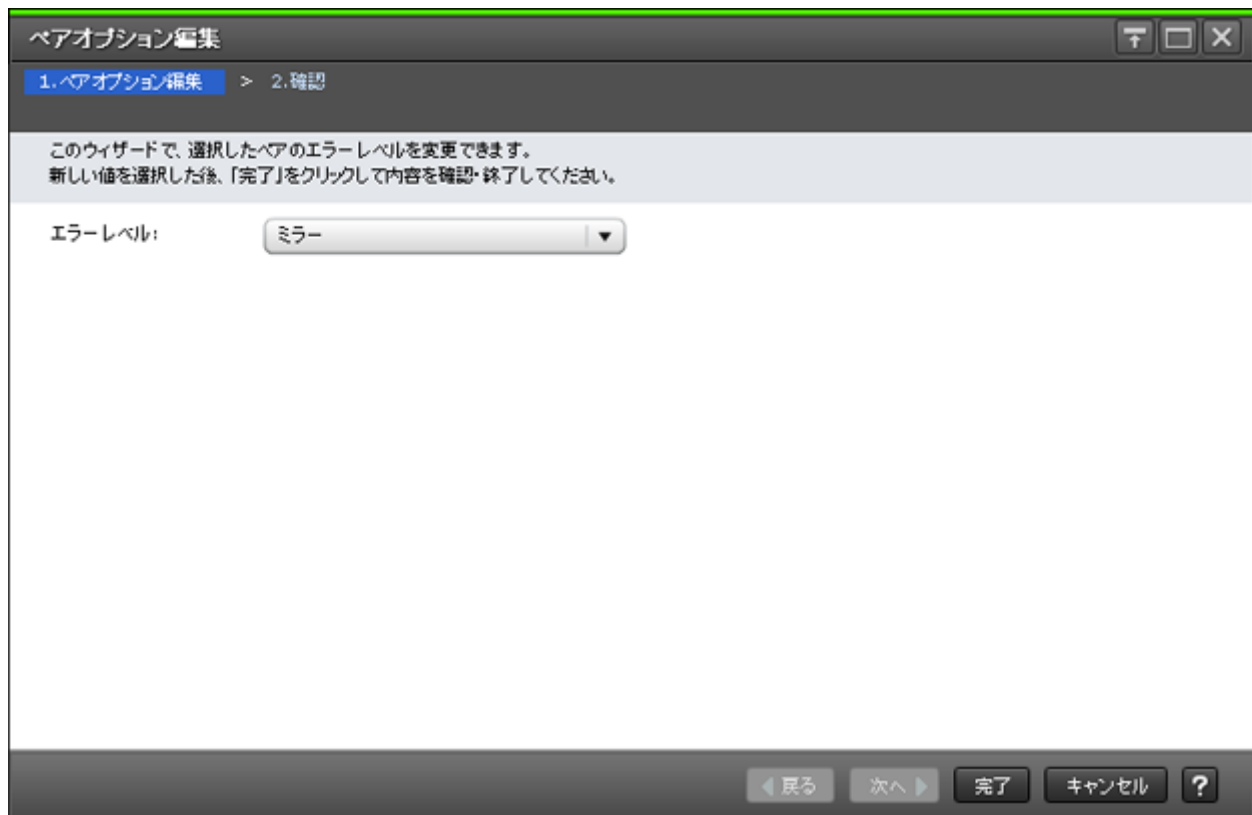 ペアオプション編集
1.ペアオプション編集 > 2.確認
このウィザードで、選択したペアのエラーレベルを変更できます。
新しい値を選択した後、「完了」をクリックして内容を確認・終了してください。
エラーレベル: ミラー
戻る 次へ 完了 キャンセル ?